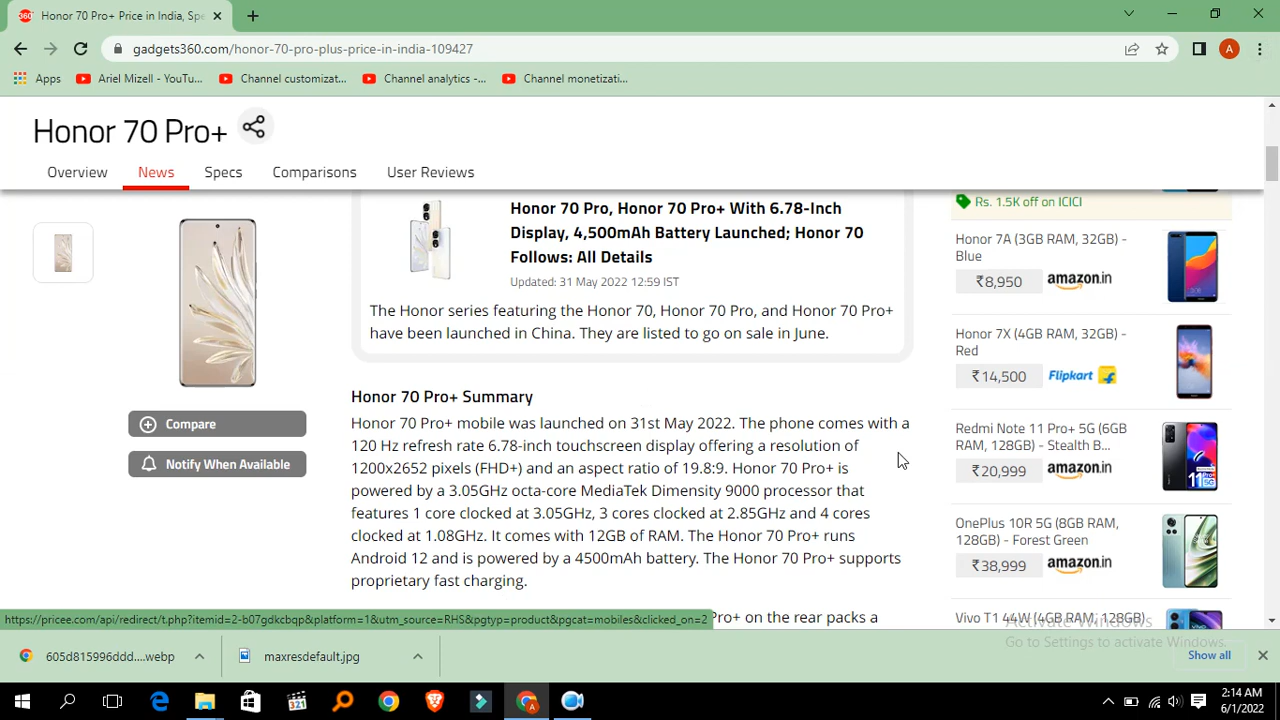 Honor 70 Pro+ Price in India, Spe
gadgets360.com/honor-70-pro-plus-price-in-india-109427
A
Apps
Ariel Mizell - YouTu...
Channel customizat...
Channel analytics -...
Channel monetizati...
Honor 70 Pro+
Overview
News
Specs
Comparisons
User Reviews
Honor 70 Pro, Honor 70 Pro+ With 6.78-Inch
Display, 4,500mAh Battery Launched; Honor 70
Follows: All Details
Updated: 31 May 2022 12:59 IST
The Honor series featuring the Honor 70, Honor 70 Pro, and Honor 70 Pro+
have been launched in China. They are listed to go on sale in June.
Compare
Notify When Available
Honor 70 Pro+ Summary
Honor 70 Pro+ mobile was launched on 31st May 2022. The phone comes with a
120 Hz refresh rate 6.78-inch touchscreen display offering a resolution of
1200x2652 pixels (FHD+) and an aspect ratio of 19.8:9. Honor 70 Pro+ is
powered by a 3.05GHz octa-core MediaTek Dimensity 9000 processor that
features 1 core clocked at 3.05GHz, 3 cores clocked at 2.85GHz and 4 cores
clocked at 1.08GHz. It comes with 12GB of RAM. The Honor 70 Pro+ runs
Android 12 and is powered by a 4500mAh battery. The Honor 70 Pro+ supports
proprietary fast charging.
Pro+ on the rear packs a
Rs. 1.5K off on ICICI
Honor 7A (3GB RAM, 32GB) -
Blue
₹8,950
amazon.in
Honor 7X (4GB RAM, 32GB) -
Red
₹14,500
Flipkart
Redmi Note 11 Pro+ 5G (6GB
RAM, 128GB) - Stealth B...
₹20,999
amazon.in
OnePlus 10R 5G (8GB RAM,
128GB) - Forest Green
₹38,999
amazon.in
Vivo T1 44W (4GB RAM, 128GB)
Activate Windows
Go to Settings to activate Windows.
https://pricee.com/api/redirect/t.php?itemid=2-b07gdkcbqp&platform=1&utm_source=RHS&pgtyp=product&pgcat=mobiles&clicked_on=2
605d815996ddd....webp
maxresdefault.jpg
Show all
2:14 AM
6/1/2022